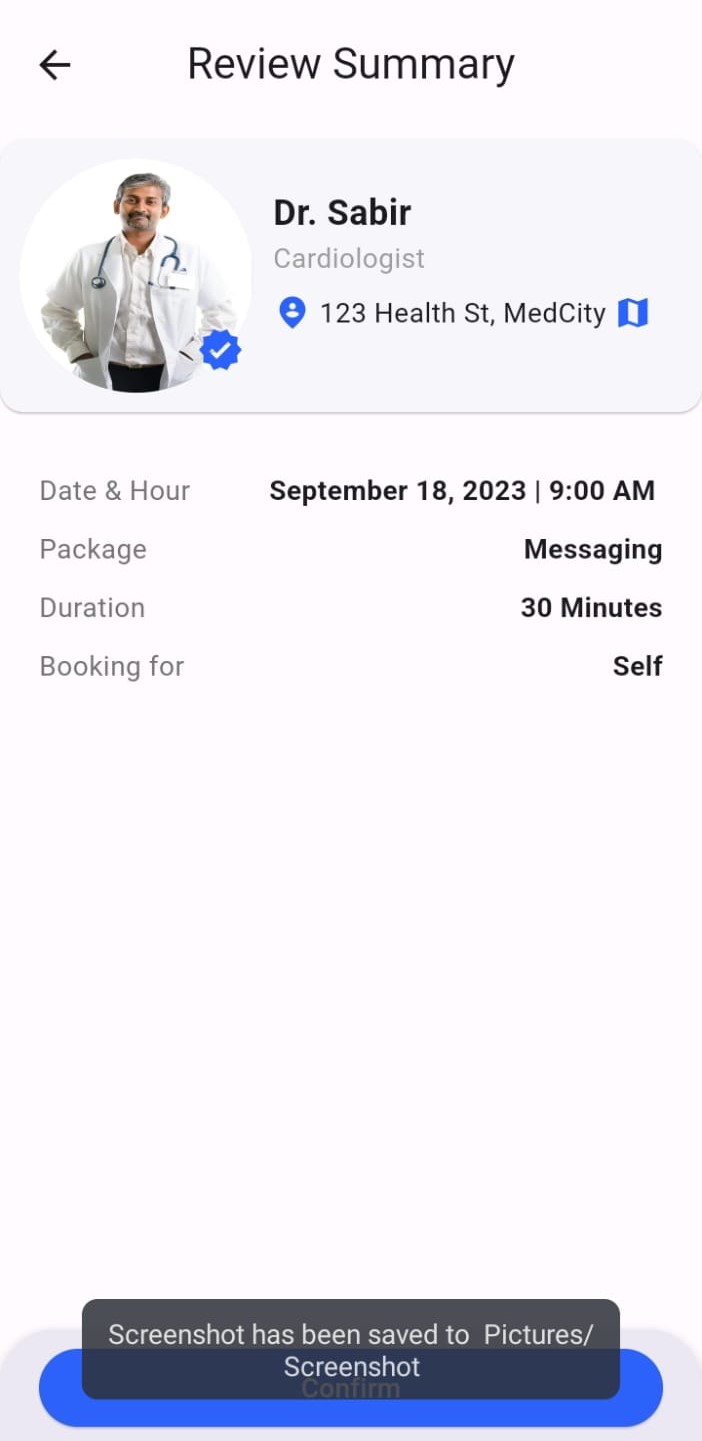 Review Summary
Dr. Sabir
Cardiologist
123 Health St, MedCity
Date & Hour September 18, 2023 | 9:00 AM
Package Messaging
Duration 30 Minutes
Booking for Self
Screenshot has been saved to Pictures/
Screenshot
Confirm